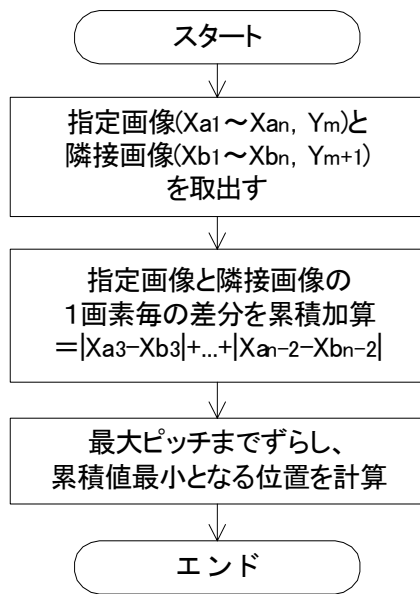 スタート
指定画像(Xa1～Xan, Ym)と
隣接画像(Xb1～Xbn, Ym+1)
を取出す
指定画像と隣接画像の
1画素毎の差分を累積加算
=|Xa3-Xb3|+...+|Xan-2-Xbn-2|
最大ピッチまでずらし、
累積値最小となる位置を計算
エンド